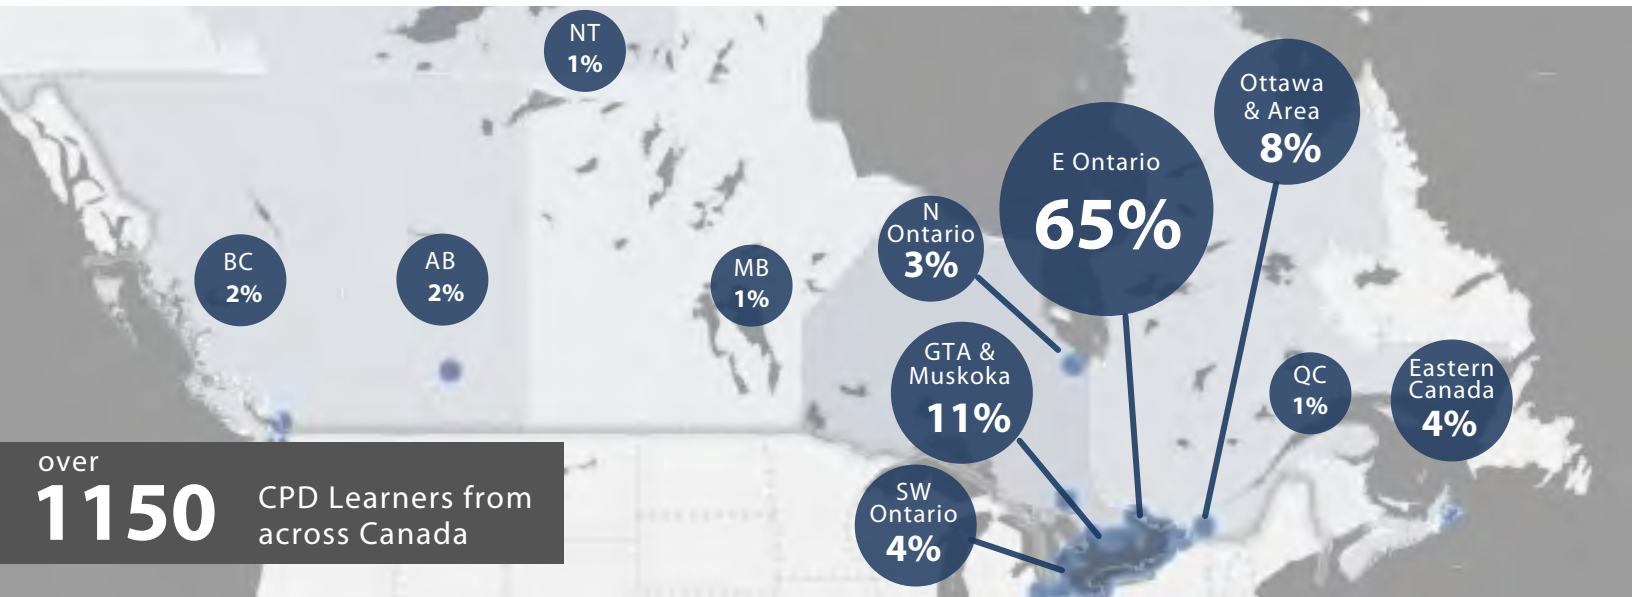 NT
1%
Ottawa
& Area
8%
E Ontario
65%
N
Ontario
3%
BC
2%
AB
2%
MB
1%
GTA &
Muskoka
11%
QC
1%
Eastern
Canada
4%
SW
Ontario
4%
over
1150
CPD Learners from
across Canada